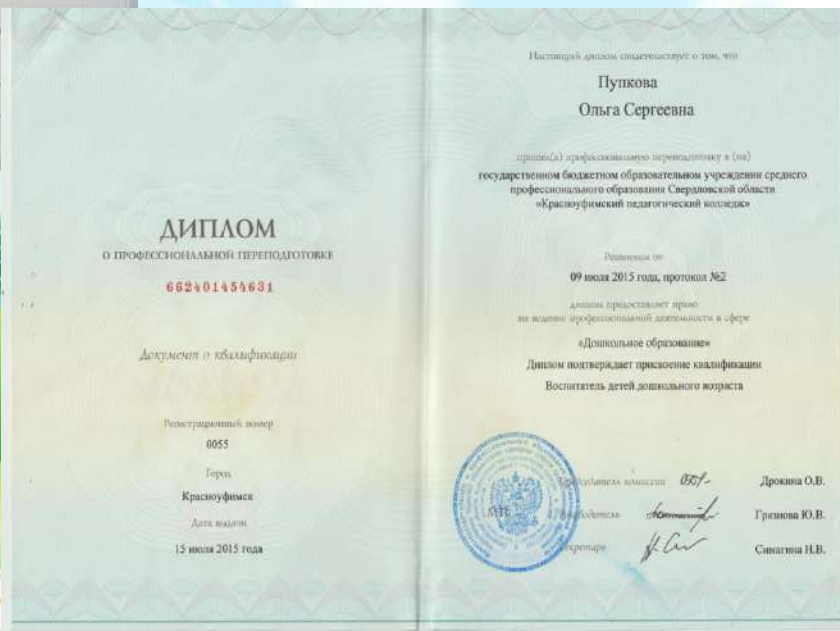 ДИПЛОМ
О ПРОФЕССИОНАЛЬНОЙ ПЕРЕПОДГОТОВКЕ
662401454631
Документ о квалификации
Регистрационный номер
0055
Город
Красноуфимск
Дата выдачи
15 июля 2015 года
Настоящий диплом свидетельствует о том, что
Пупкова
Ольга Сергеевна
прошел(а) профессиональную переподготовку в (на)
государственном бюджетном образовательном учреждении среднего
профессионального образования Свердловской области
«Красноуфимский педагогический колледж»
Решением от
09 июля 2015 года, протокол №2
диплом предоставляет право
на ведение профессиональной деятельности в сфере
«Дошкольное образование»
Диплом подтверждает присвоение квалификации
Воспитатель детей дошкольного возраста
Председатель комиссии Дрокина О.В.
Руководитель Грязнова Ю.В.
Секретарь Синагина Н.В.
М.П.